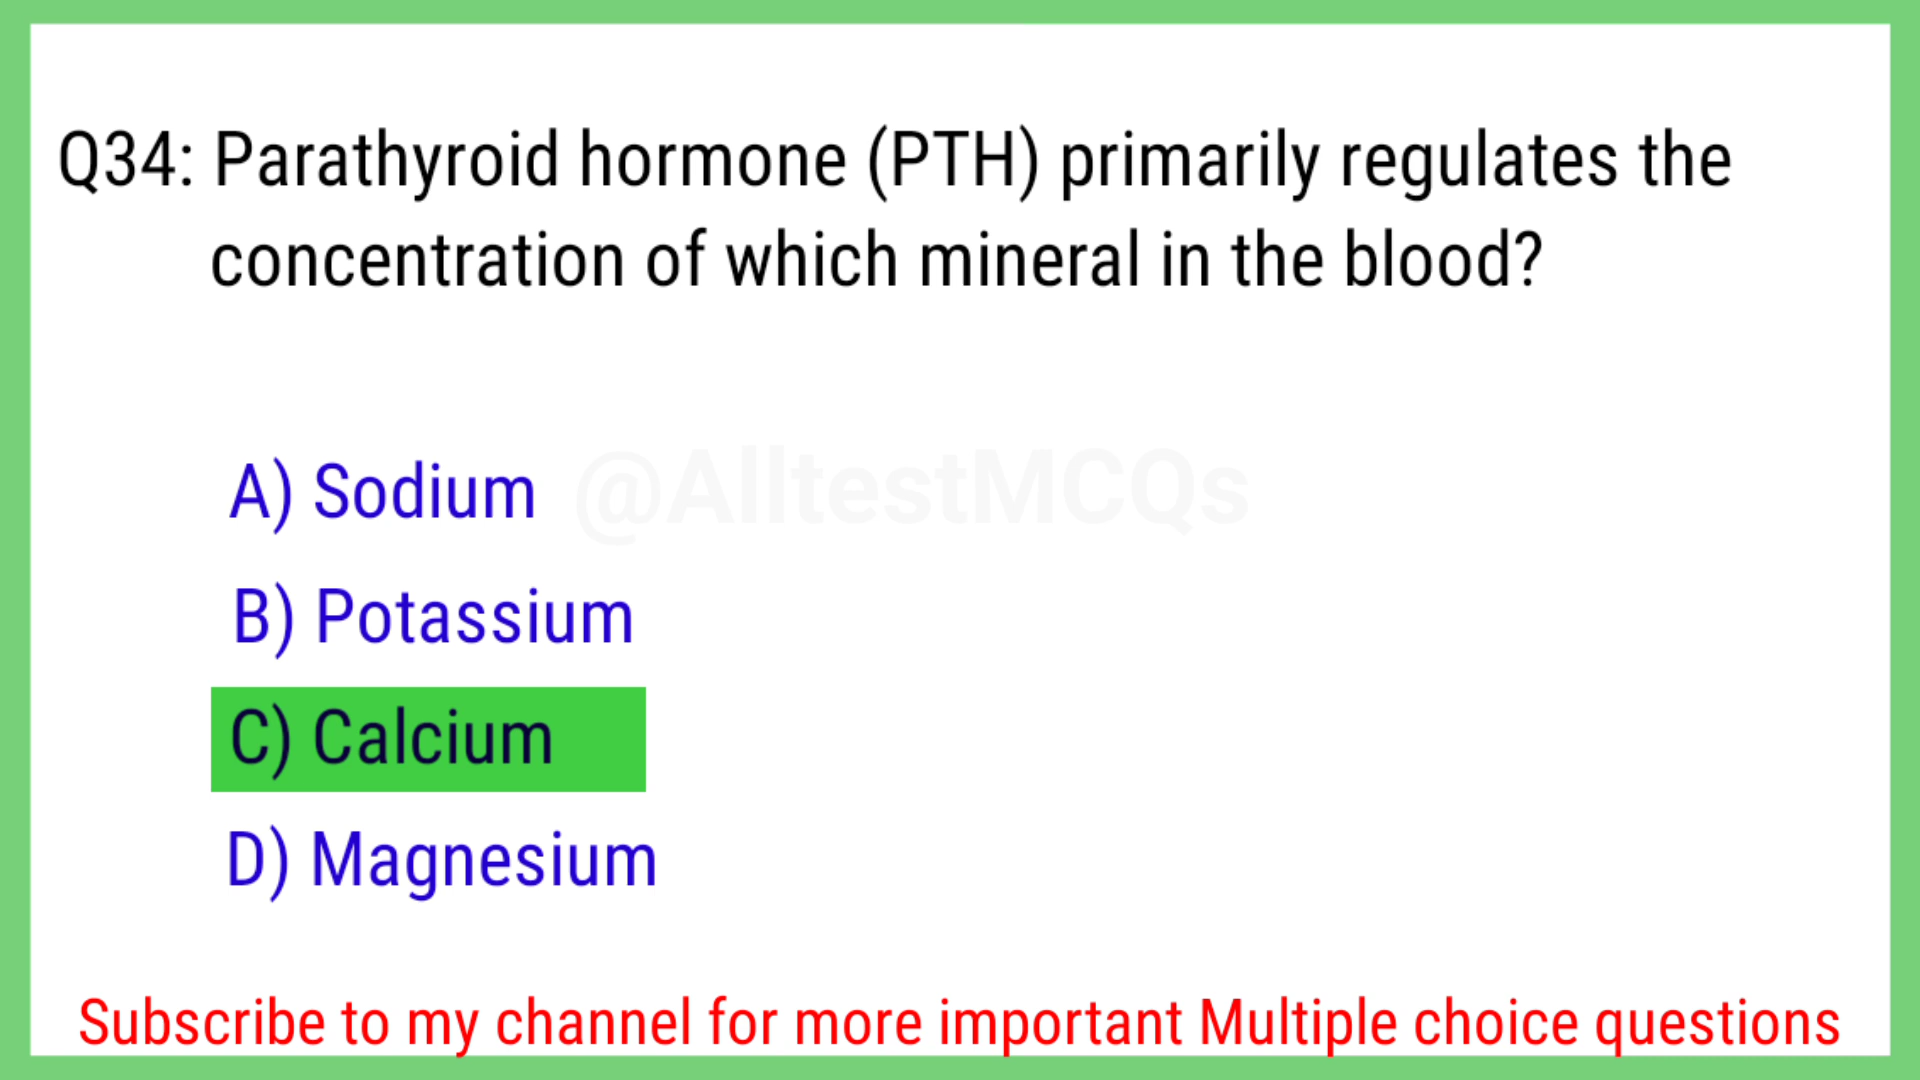 Q34: Parathyroid hormone (PTH) primarily regulates the
concentration of which mineral in the blood?
A) Sodium
@AlltestMCQs
B) Potassium
C) Calcium
D) Magnesium
Subscribe to my channel for more important Multiple choice questions